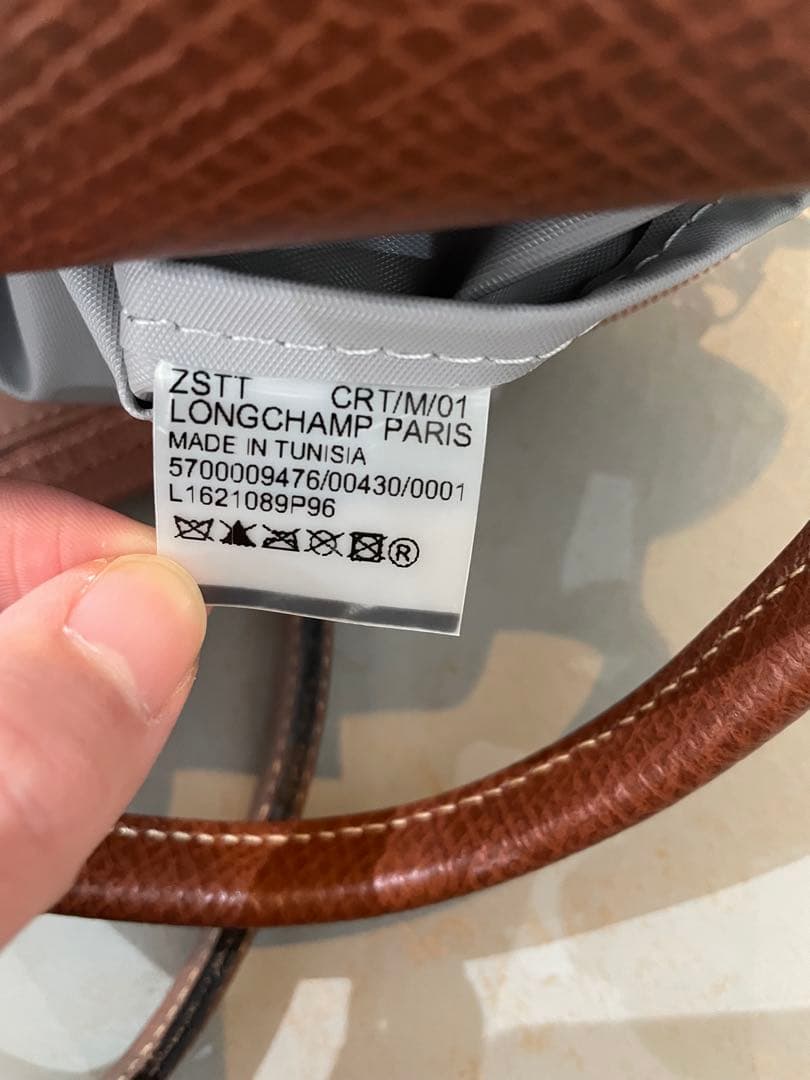 ZSTT CRT/M/01
LONGCHAMP PARIS
MADE IN TUNISIA
5700009476/00430/0001
L1621089P96
®